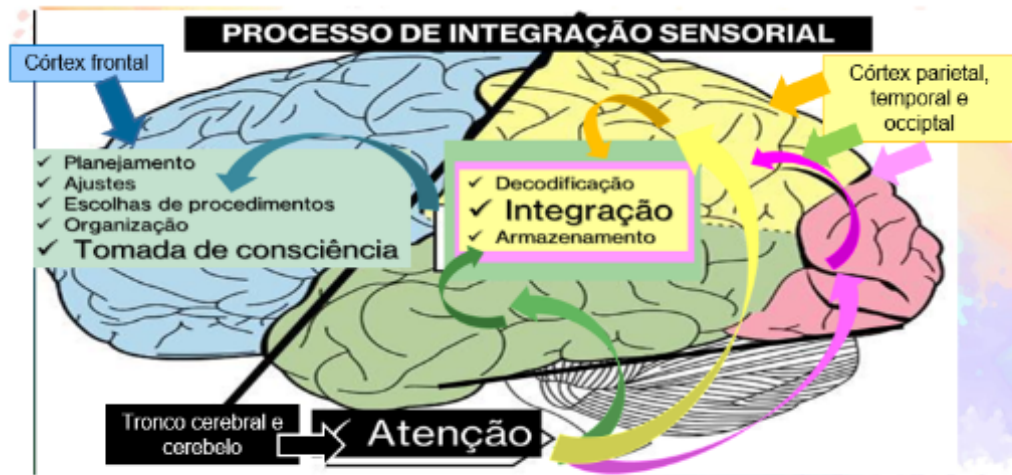 PROCESSO DE INTEGRAÇÃO SENSORIAL
Córtex frontal
Córtex parietal,
temporal e
occiptal
✓ Planejamento
✓ Ajustes
✓ Escolhas de procedimentos
✓ Organização
✓ Tomada de consciência
✓ Decodificação
✓ Integração
✓ Armazenamento
Tronco cerebral e
cerebelo
✓ Atenção